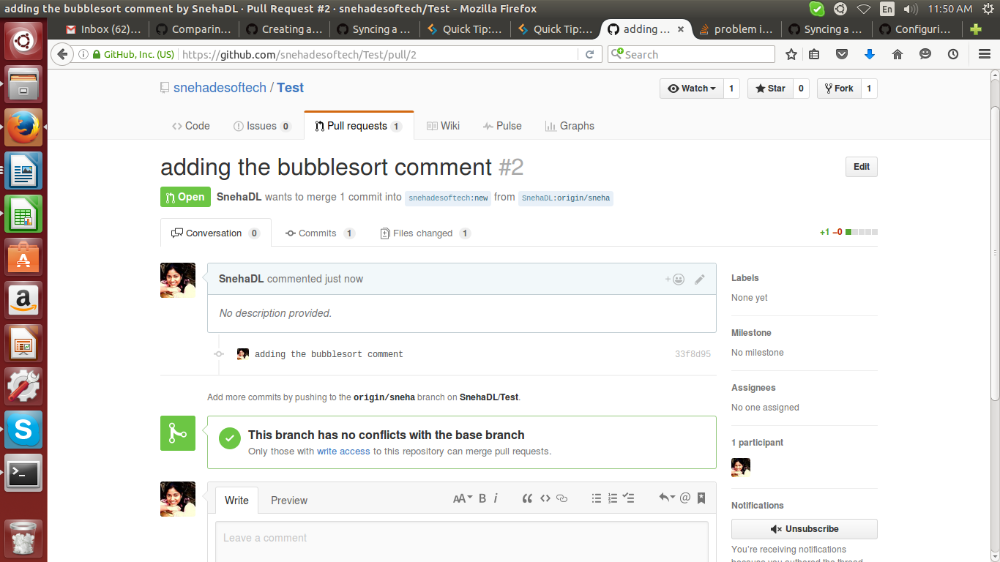 adding the bubblesort comment by SnehaDL · Pull Request #2 · snehadesoftech/Test - Mozilla Firefox
En 11:50 AM
Inbox (62)... Comparin... Creating a... Syncing a ... Quick Tip:... Quick Tip:... adding ... × problem i... Syncing a ... Configuri...
GitHub, Inc. (US) https://github.com/snehadesoftech/Test/pull/2 Search
snehadesoftech / Test
Watch 1 Star 0 Fork 1
Code Issues 0 Pull requests 1 Wiki Pulse Graphs
adding the bubblesort comment #2
Edit
Open SnehaDL wants to merge 1 commit into snehadesoftech:new from SnehaDL:origin/sneha
Conversation 0 Commits 1 Files changed 1 +1 −0
SnehaDL commented just now
No description provided.
adding the bubblesort comment 33f8d95
Add more commits by pushing to the origin/sneha branch on SnehaDL/Test.
This branch has no conflicts with the base branch
Only those with write access to this repository can merge pull requests.
Write Preview AA B i
Leave a comment
Labels
None yet
Milestone
No milestone
Assignees
No one assigned
1 participant
Notifications
Unsubscribe
You're receiving notifications
because you authored the thread